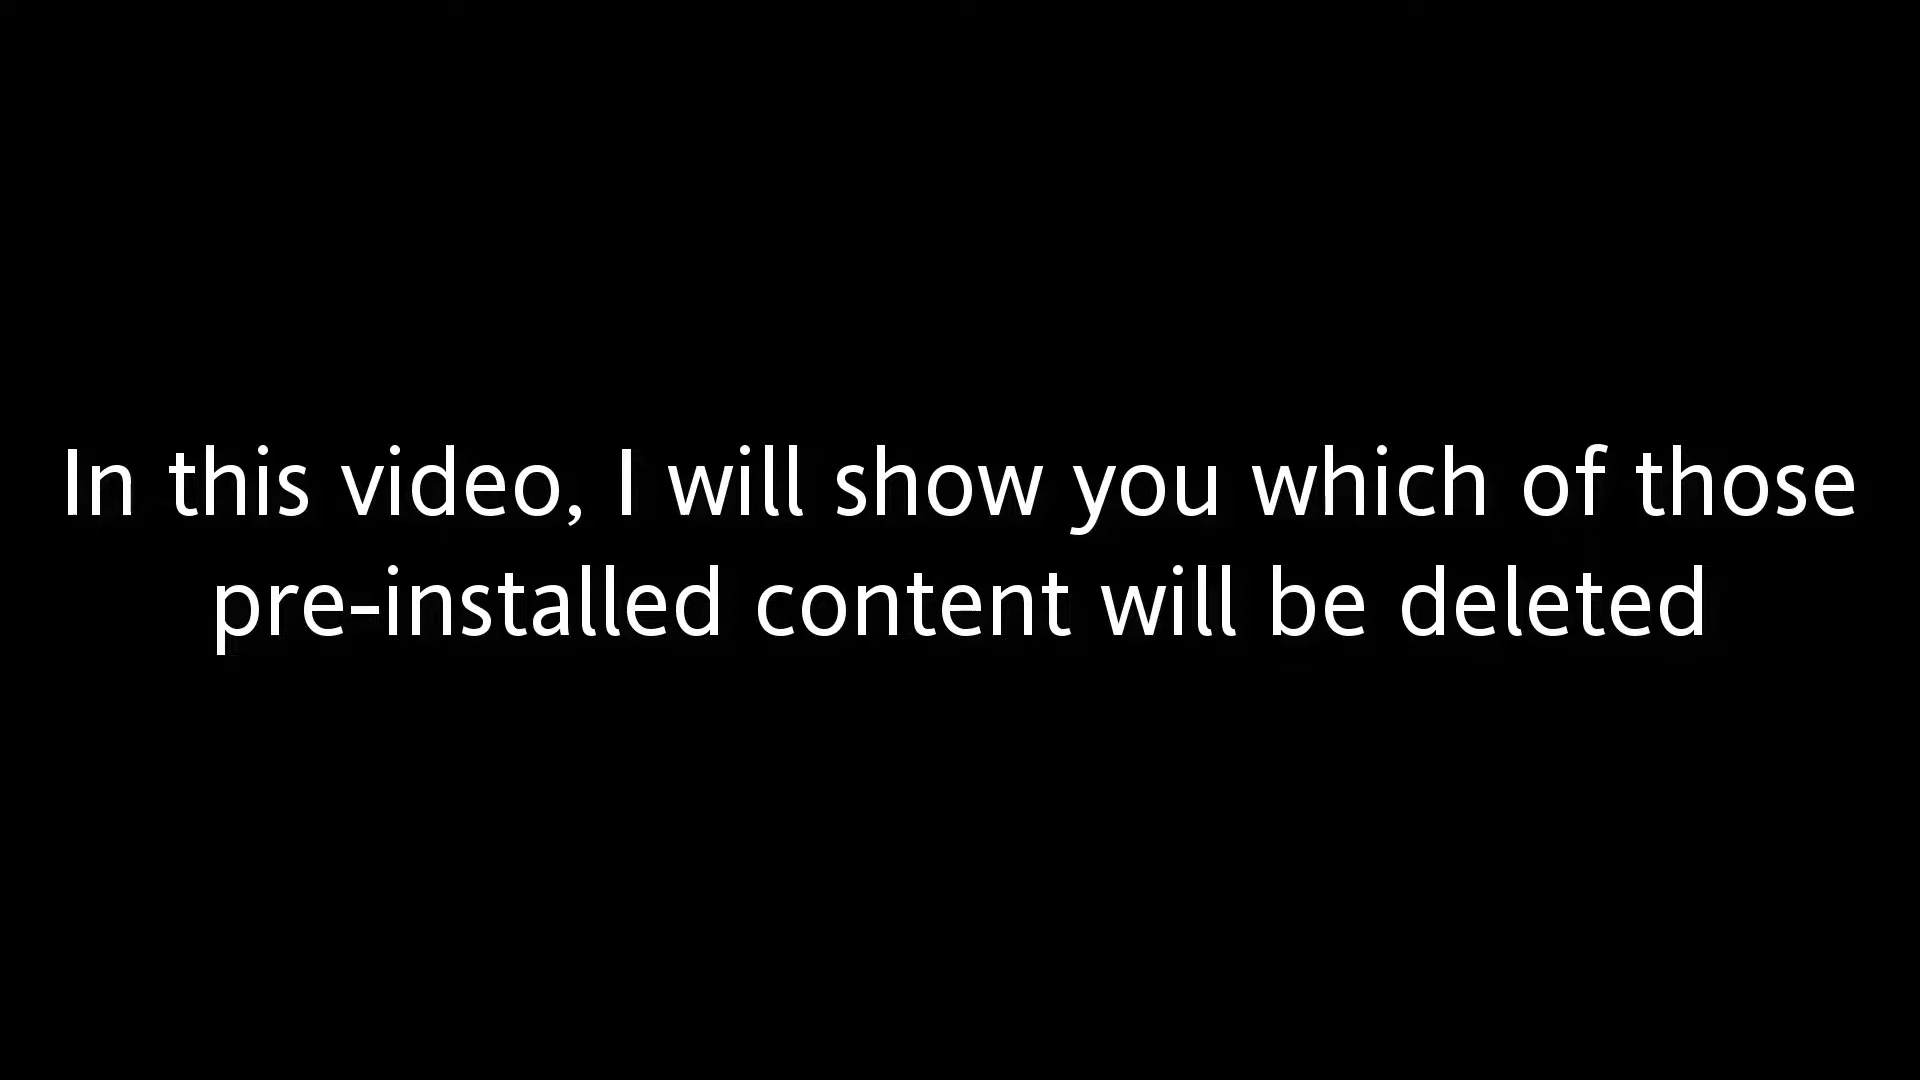 In this video, I will show you which of those
pre-installed content will be deleted